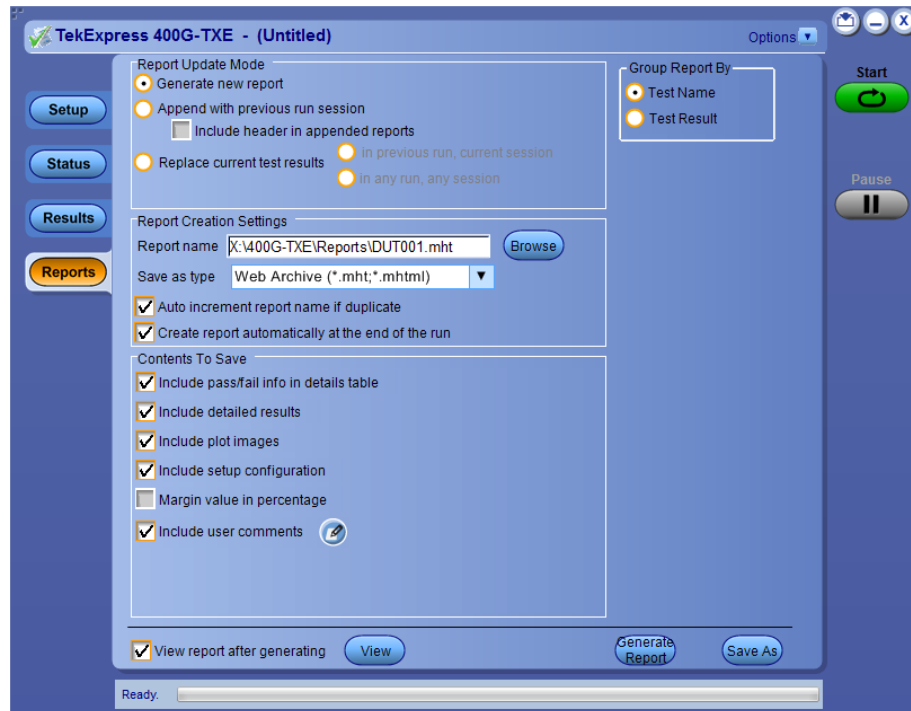 TekExpress 400G-TXE - (Untitled)
Options
Start
Pause
Setup
Status
Results
Reports
Report Update Mode
Generate new report
Append with previous run session
Include header in appended reports
Replace current test results
In previous run, current session
In any run, any session
Group Report By
Test Name
Test Result
Report Creation Settings
Report name X:\400G-TXE\Reports\DUT001.mht Browse
Save as type Web Archive (*.mht;*.mhtml)
Auto increment report name if duplicate
Create report automatically at the end of the run
Contents To Save
Include pass/fail info in details table
Include detailed results
Include plot images
Include setup configuration
Margin value in percentage
Include user comments
View report after generating View
Generate
Report
Save As
Ready.